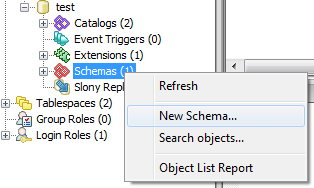 test
Catalogs (2)
Event Triggers (0)
Extensions (1)
Schemas (1)
Slony Repl
Tablespaces (2)
Group Roles (0)
Login Roles (1)
Refresh
New Schema...
Search objects...
Object List Report